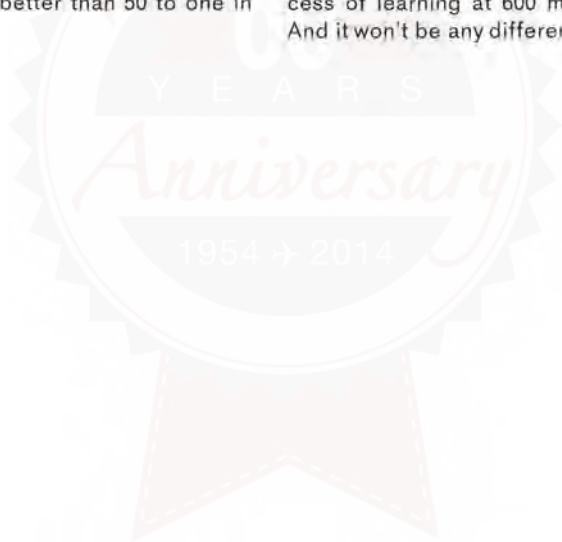 better than 50 to one in
cess of learning at 600 m
And it won't be any differe
YEARS
Anniversary
1954 ✈ 2014